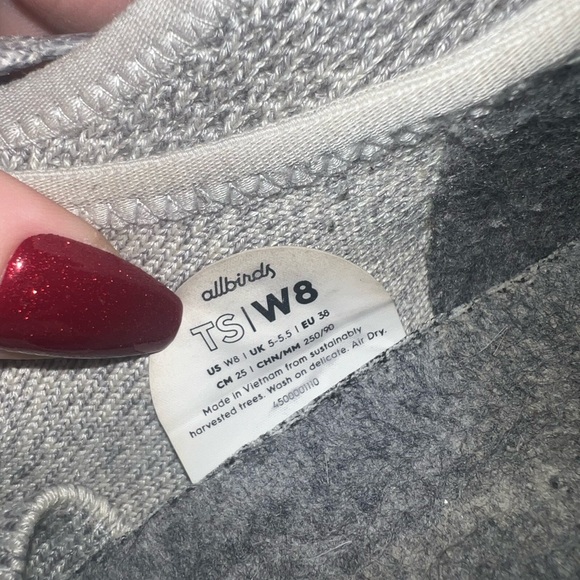 allbirds
TS|W8
US W8 | UK 5-5.5 | EU 38
CM 25 | CHN/MM 250/90
Made in Vietnam from sustainably
harvested trees. Wash on delicate. Air Dry.
4500001110